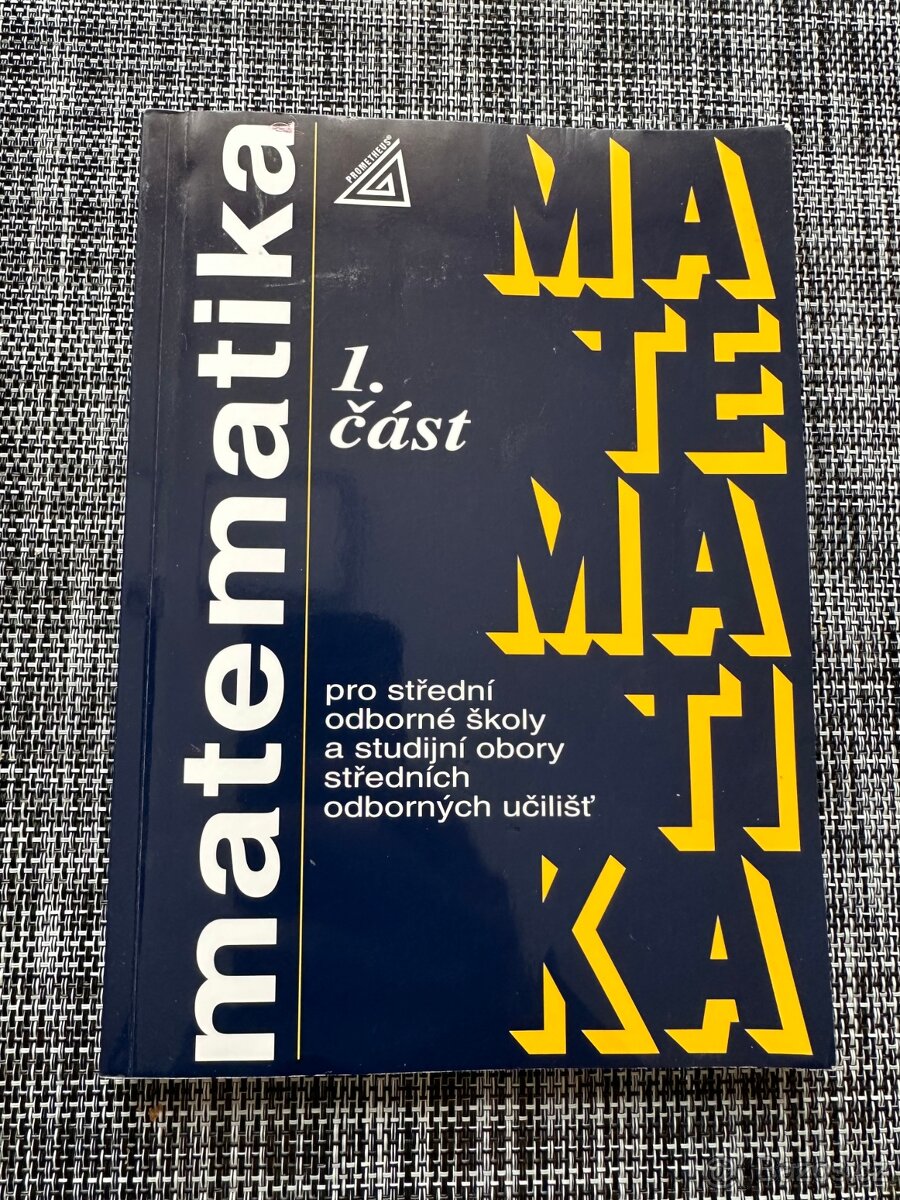 matematika
PROMETHEUS®
1.
část
pro střední
odborné školy
a studijní obory
středních
odborných učilišť
MA
TE
MA
TI
KA